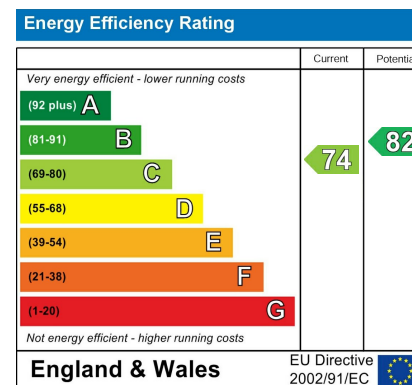 Energy Efficiency Rating
Current Potentia
Very energy efficient - lower running costs
(92 plus) A
(81-91) B
82
(69-80) C
74
(55-68) D
(39-54) E
(21-38) F
(1-20) G
Not energy efficient - higher running costs
England & Wales
EU Directive
2002/91/EC